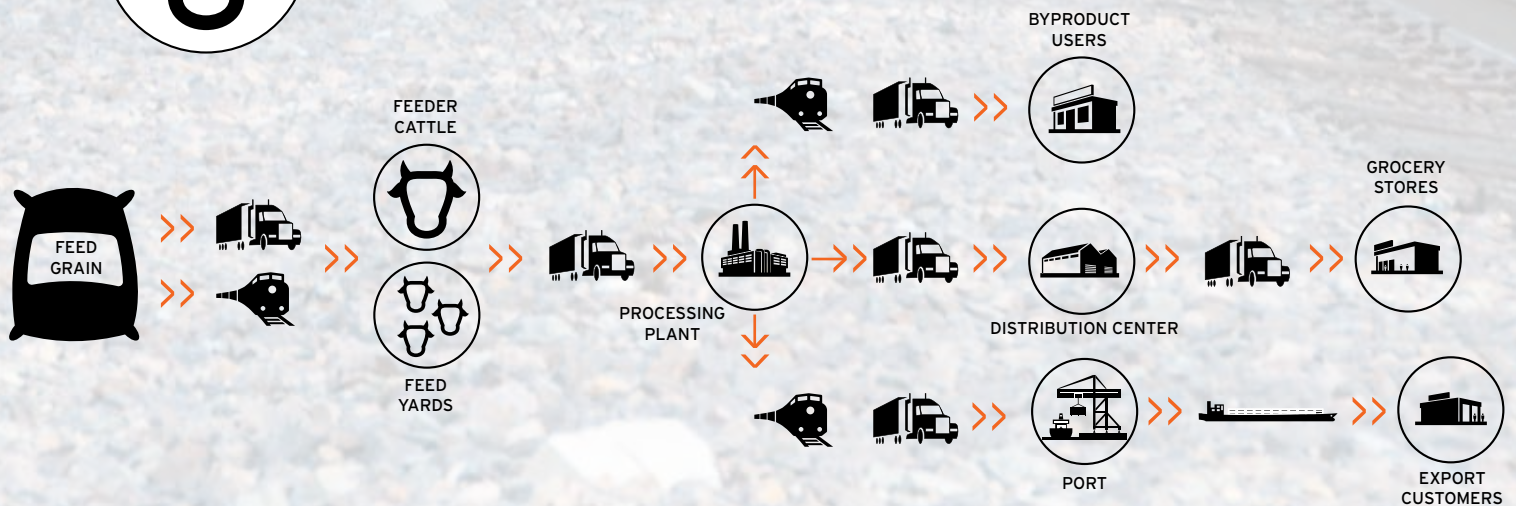 BYPRODUCT
USERS
FEEDER
CATTLE
GROCERY
STORES
FEED
GRAIN
PROCESSING
PLANT
DISTRIBUTION CENTER
FEED
YARDS
PORT
EXPORT
CUSTOMERS